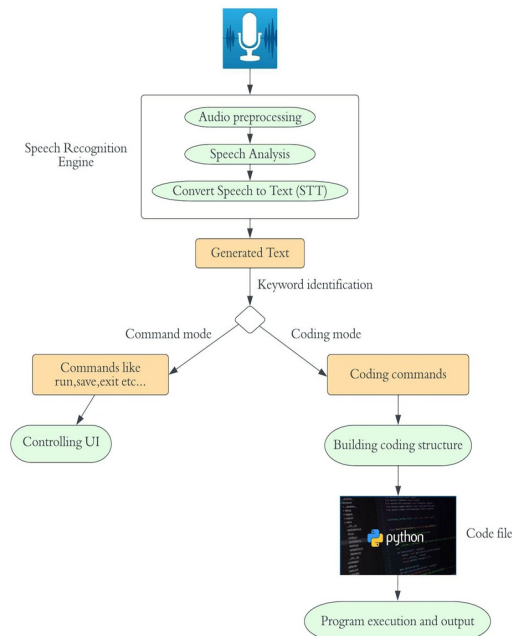 Audio preprocessing
Speech Recognition
Engine
Speech Analysis
Convert Speech to Text (STT)
Generated Text
Keyword identification
Command mode
Coding mode
Commands like
run,save,exit etc...
Coding commands
Controlling UI
Building coding structure
python
Code file
Program execution and output